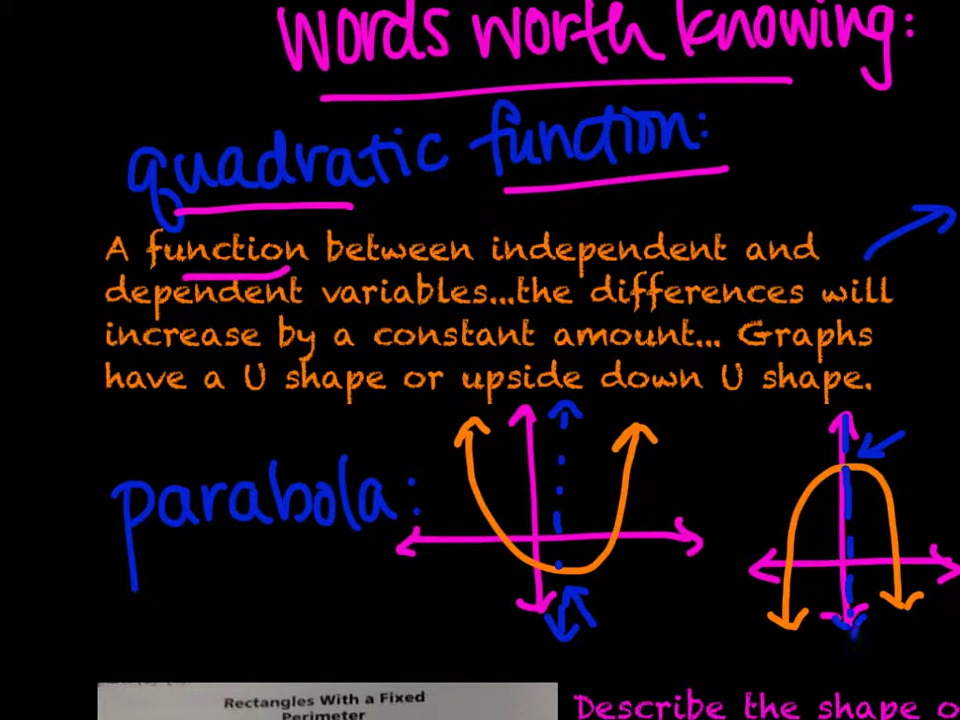 words worth knowing:
quadratic function:
A function between independent and
dependent variables...the differences will
increase by a constant amount... Graphs
have a U shape or upside down U shape.
parabola:
Rectangles With a Fixed
Perimeter
Describe the shape o